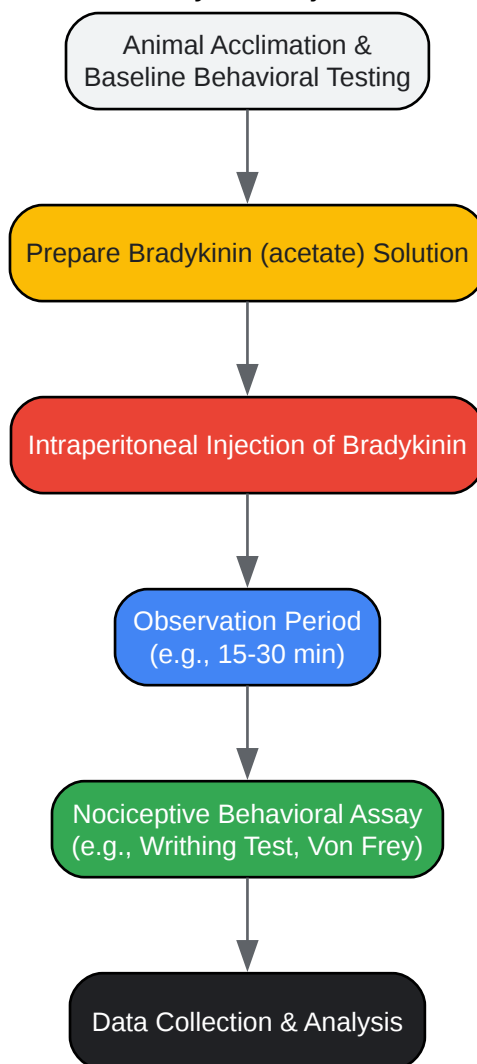 Animal Acclimation &
Baseline Behavioral Testing
Prepare Bradykinin (acetate) Solution
Intraperitoneal Injection of Bradykinin
Observation Period
(e.g., 15-30 min)
Nociceptive Behavioral Assay
(e.g., Writhing Test, Von Frey)
Data Collection & Analysis